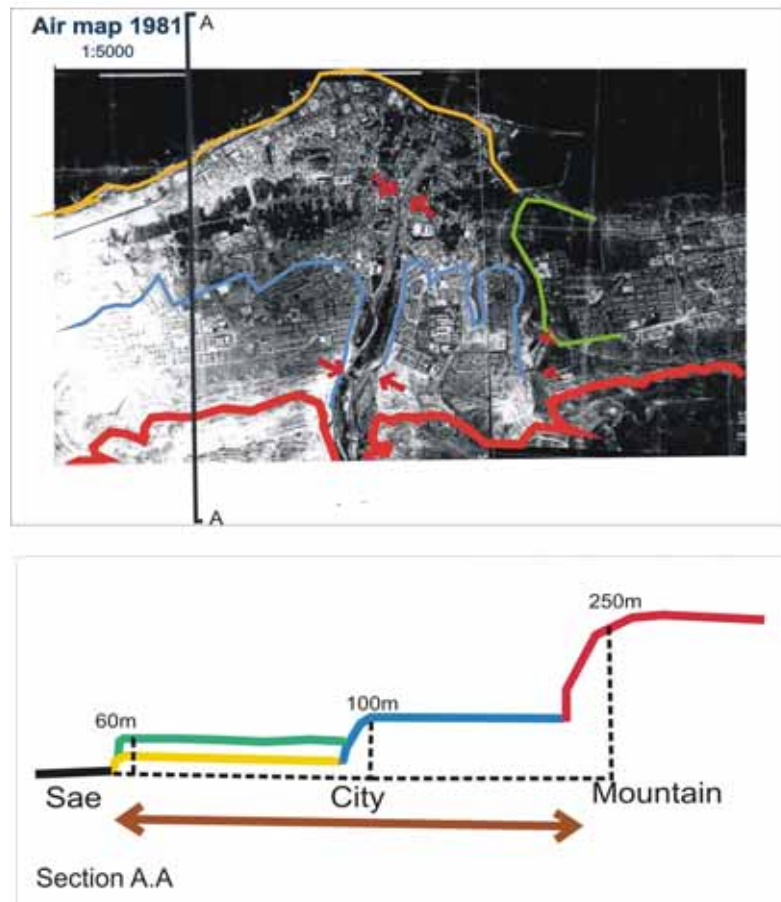 Air map 1981
A
1:5000
A
250m
100m
60m
Sae
City
Mountain
Section A.A